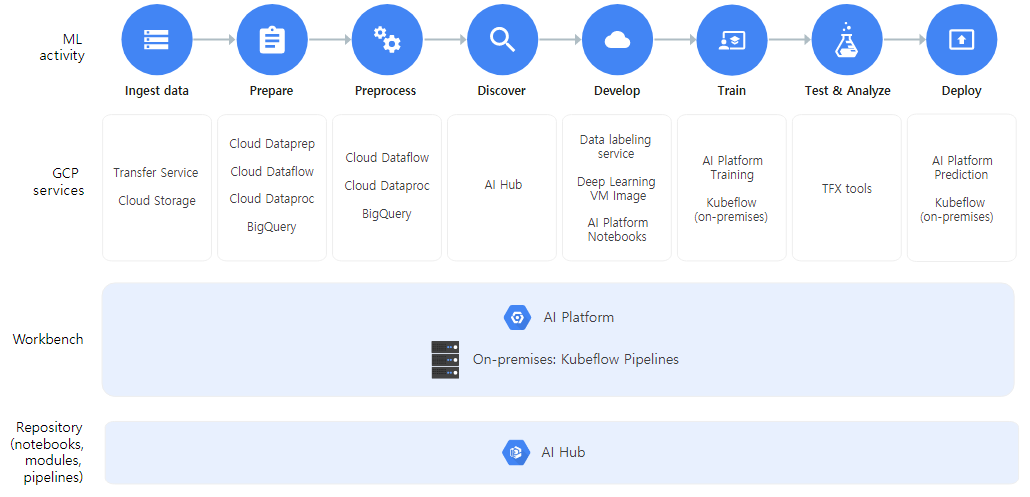 ML
activity
Ingest data
Prepare
Preprocess
Discover
Develop
Train
Test & Analyze
Deploy
GCP
services
Transfer Service
Cloud Storage
Cloud Dataprep
Cloud Dataflow
Cloud Dataproc
BigQuery
Cloud Dataflow
Cloud Dataproc
BigQuery
AI Hub
Data labeling
service
Deep Learning
VM Image
AI Platform
Notebooks
AI Platform
Training
Kubeflow
(on-premises)
TFX tools
AI Platform
Prediction
Kubeflow
(on-premises)
Workbench
AI Platform
On-premises: Kubeflow Pipelines
Repository
(notebooks,
modules,
pipelines)
AI Hub